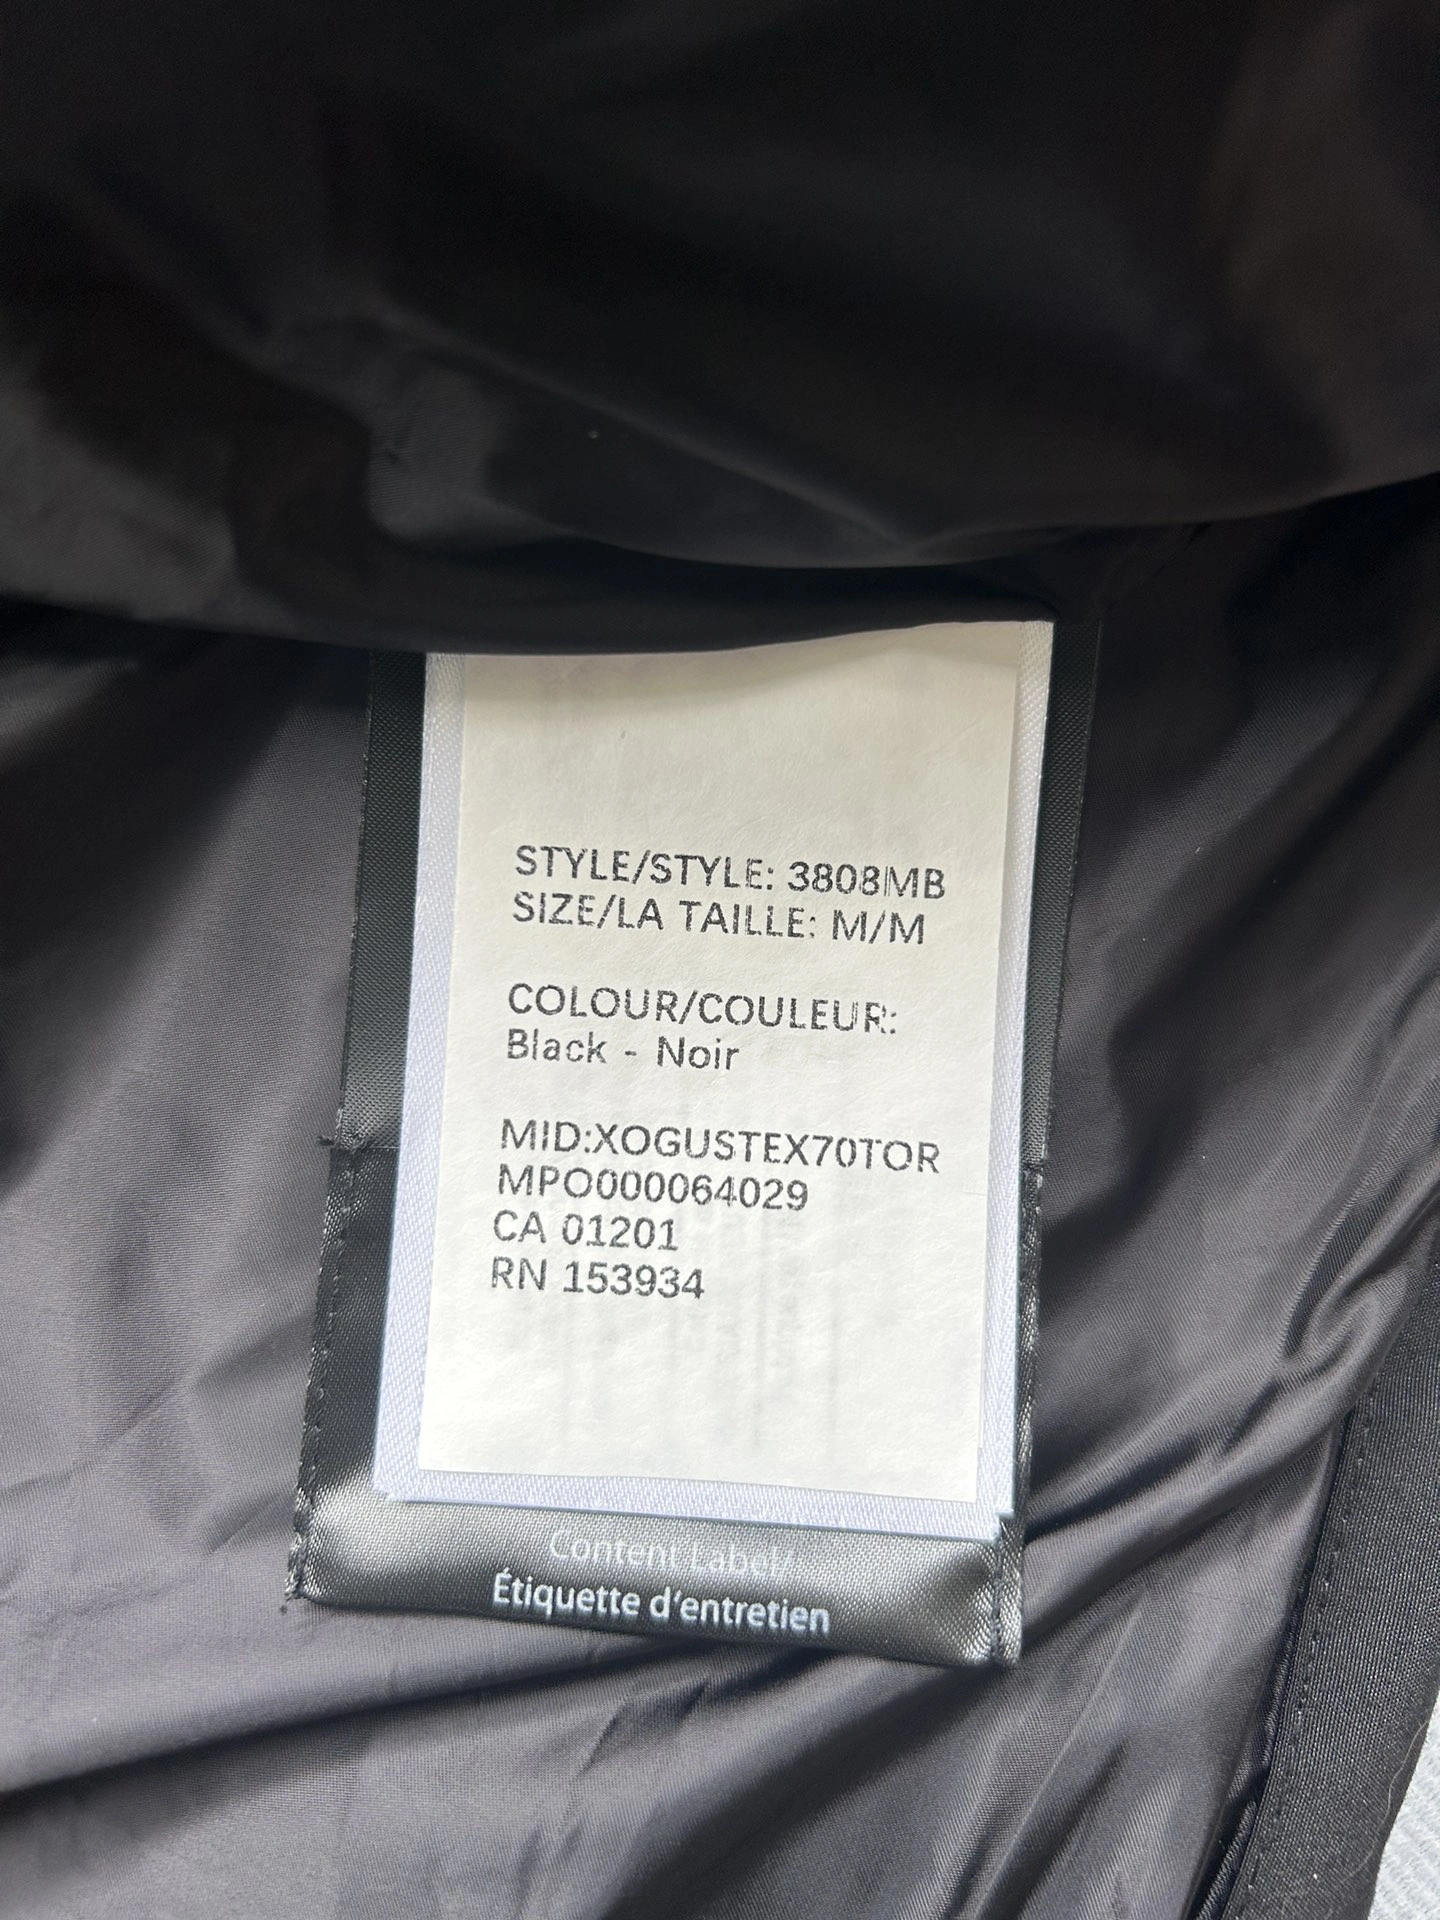 STYLE/STYLE: 3808MB
SIZE/LA TAILLE: M/M
COLOUR/COULEUR:
Black - Noir
MID:XOGUSTEX70TOR
MPO000064029
CA 01201
RN 153934
Content Label/
Étiquette d'entretien